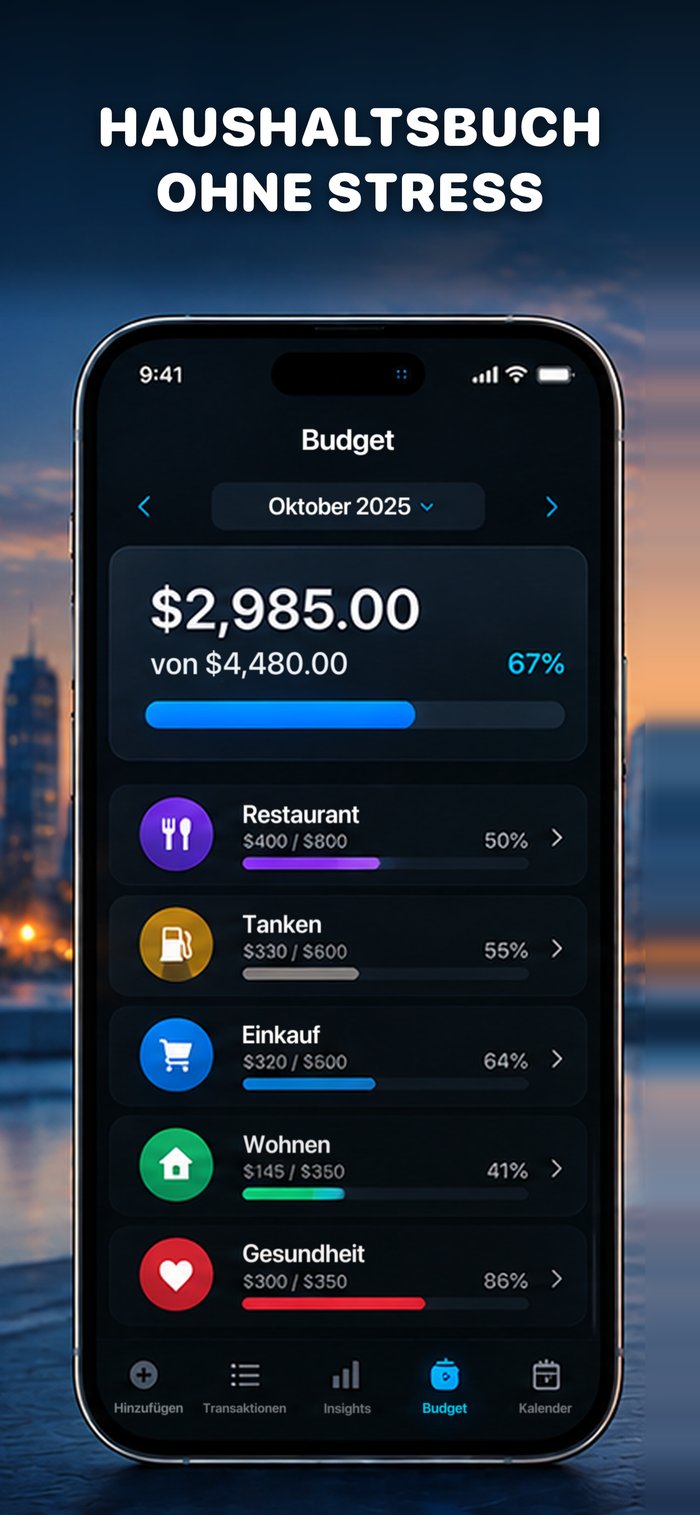 HAUSHALTSBUCH
OHNE STRESS
9:41
Budget
Oktober 2025
$2,985.00
von $4,480.00
67%
Restaurant
$400 / $800
50%
Tanken
$330 / $600
55%
Einkauf
$320 / $600
64%
Wohnen
$145 / $350
41%
Gesundheit
$300 / $350
86%
Hinzufügen
Transaktionen
Insights
Budget
Kalender